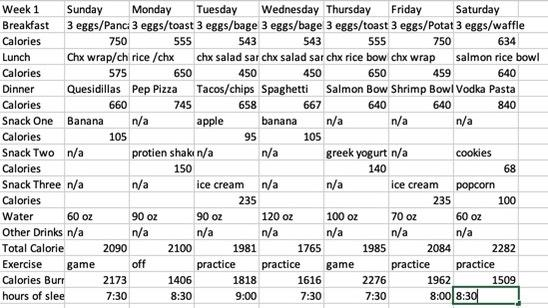 Week 1 Sunday Monday Tuesday Wednesday Thursday Friday Saturday
Breakfast 3 eggs/Panca 3 eggs/toast 3 eggs/bage 3 eggs/bage 3 eggs/toast 3 eggs/Potat 3 eggs/waffle
Calories 750 555 543 543 555 750 634
Lunch Chx wrap/ch rice /chx chx salad sar chx salad sar chx rice bow chx wrap salmon rice bowl
Calories 575 650 450 450 650 459 640
Dinner Quesidillas Pep Pizza Tacos/chips Spaghetti Salmon Bow Shrimp Bowl Vodka Pasta
Calories 660 745 658 667 640 640 840
Snack One Banana n/a apple banana n/a n/a n/a
Calories 105 95 105
Snack Two n/a protien shak n/a n/a greek yogurt n/a cookies
Calories 150 140 68
Snack Three n/a n/a ice cream n/a n/a ice cream popcorn
Calories 235 235 100
Water 60 oz 90 oz 90 oz 120 oz 100 oz 70 oz 60 oz
Other Drinks n/a n/a n/a n/a n/a n/a n/a
Total Calorie 2090 2100 1981 1765 1985 2084 2282
Exercise game off practice practice game practice practice
Calories Burr 2173 1406 1818 1616 2276 1962 1509
hours of slee 7:30 8:30 9:00 7:30 7:30 8:00 8:30